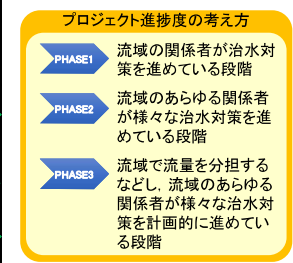 プロジェクト進捗度の考え方
PHASE1
流域の関係者が治水対
策を進めている段階
PHASE2
流域のあらゆる関係者
が様々な治水対策を進
めている段階
PHASE3
流域で流量を分担する
などし，流域のあらゆる
関係者が様々な治水対
策を計画的に進めてい
る段階